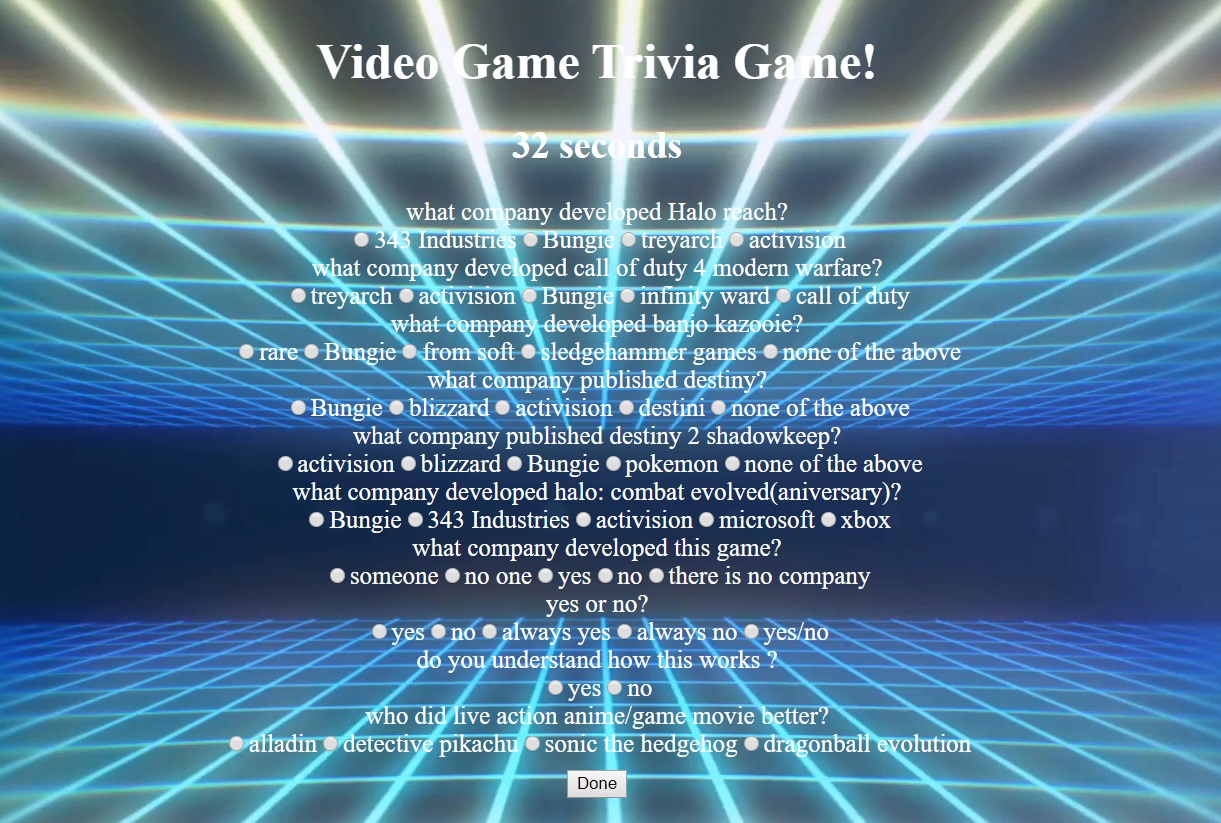 Video Game Trivia Game!
32 seconds
what company developed Halo reach?
343 Industries Bungie treyarch activision
what company developed call of duty 4 modern warfare?
treyarch activision Bungie infinity ward call of duty
what company developed banjo kazooie?
rare Bungie from soft sledgehammer games none of the above
what company published destiny?
Bungie blizzard activision destini none of the above
what company published destiny 2 shadowkeep?
activision blizzard Bungie pokemon none of the above
what company developed halo: combat evolved(aniversary)?
Bungie 343 Industries activision microsoft xbox
what company developed this game?
someone no one yes no there is no company
yes or no?
yes no always yes always no yes/no
do you understand how this works ?
yes no
who did live action anime/game movie better?
alladin detective pikachu sonic the hedgehog dragonball evolution
Done